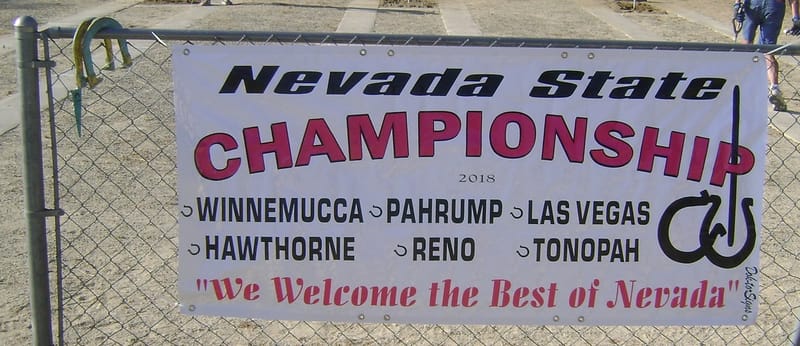 Nevada State
CHAMPIONSHIP
2018
WINNEMUCCA PAHRUMP LAS VEGAS
HAWTHORNE RENO TONOPAH
"We Welcome the Best of Nevada"